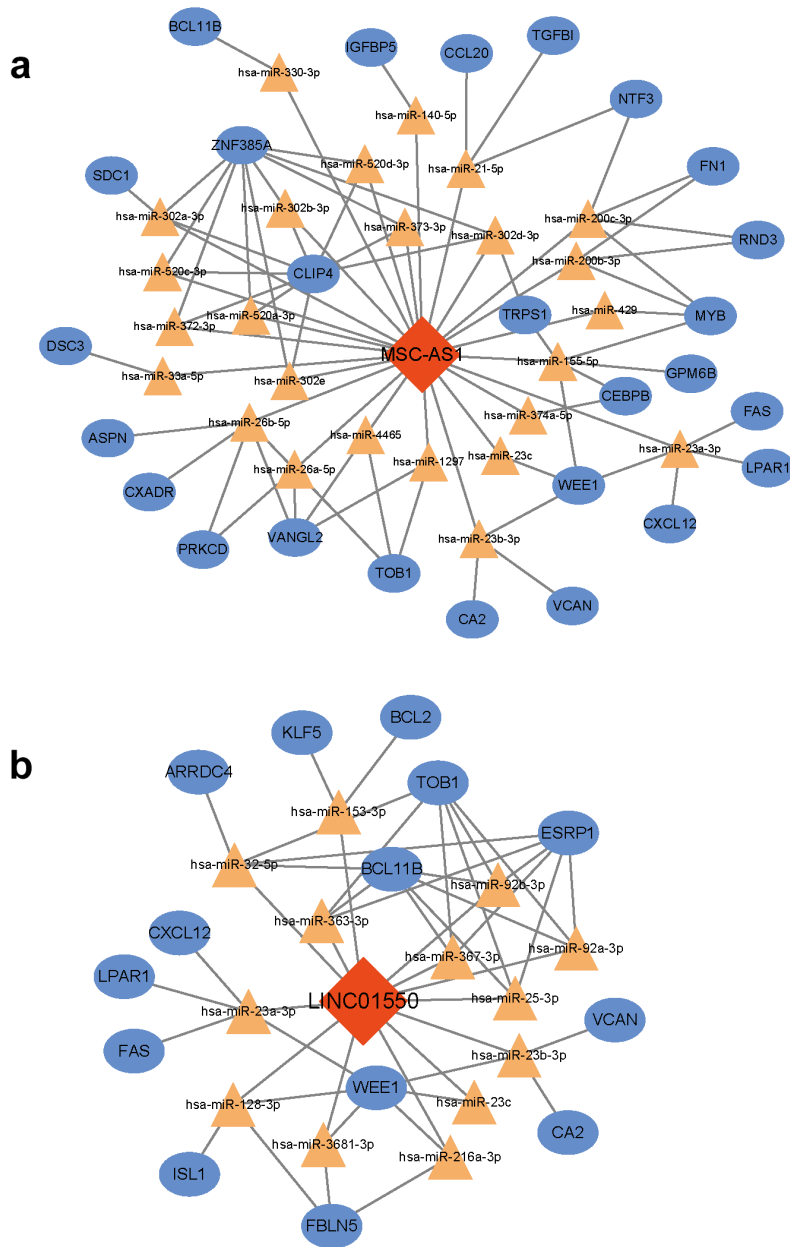 a
BCL11B
IGFBP5
CCL20
TGFBI
hsa-miR-330-3p
NTF3
hsa-miR-140-5p
ZNF385A
hsa-miR-520d-3p
hsa-miR-21-5p
FN1
SDC1
hsa-miR-302a-3p
hsa-miR-302b-3p
hsa-miR-373-3p
hsa-miR-302d-3p
hsa-miR-200c-3p
RND3
hsa-miR-200b-3p
hsa-miR-520c-3p
CLIP4
hsa-miR-520a-3p
TRPS1
hsa-miR-429
MYB
hsa-miR-372-3p
DSC3
MSC-AS1
hsa-miR-155-5p
hsa-miR-33a-5p
hsa-miR-302e
GPM6B
CEBPB
FAS
ASPN
hsa-miR-26b-5p
hsa-miR-4465
hsa-miR-374a-5p
hsa-miR-23a-3p
hsa-miR-26a-5p
hsa-miR-1297
hsa-miR-23c
LPAR1
CXADR
WEE1
CXCL12
PRKCD
VANGL2
hsa-miR-23b-3p
TOB1
CA2
VCAN
b
KLF5
BCL2
ARRDC4
TOB1
hsa-miR-153-3p
ESRP1
hsa-miR-32-5p
BCL11B
hsa-miR-92b-3p
hsa-miR-363-3p
CXCL12
hsa-miR-367-3p
hsa-miR-92a-3p
LPAR1
LINC01550
hsa-miR-25-3p
hsa-miR-23a-3p
VCAN
FAS
hsa-miR-23b-3p
WEE1
hsa-miR-128-3p
hsa-miR-23c
CA2
hsa-miR-3681-3p
hsa-miR-216a-3p
ISL1
FBLN5